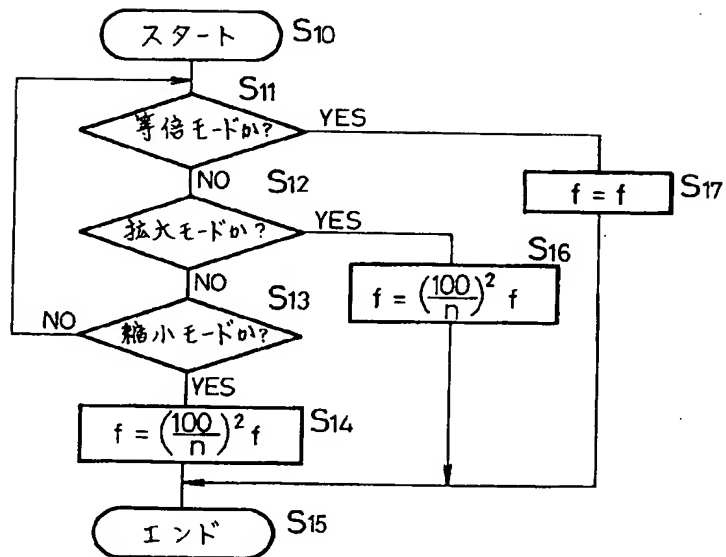 スタート S10
S11
等倍モードか? YES
NO S12 f = f S17
拡大モードか? YES
S16
NO S13 f = (100/n)² f
NO 縮小モードか?
YES
f = (100/n)² f S14
エンド S15